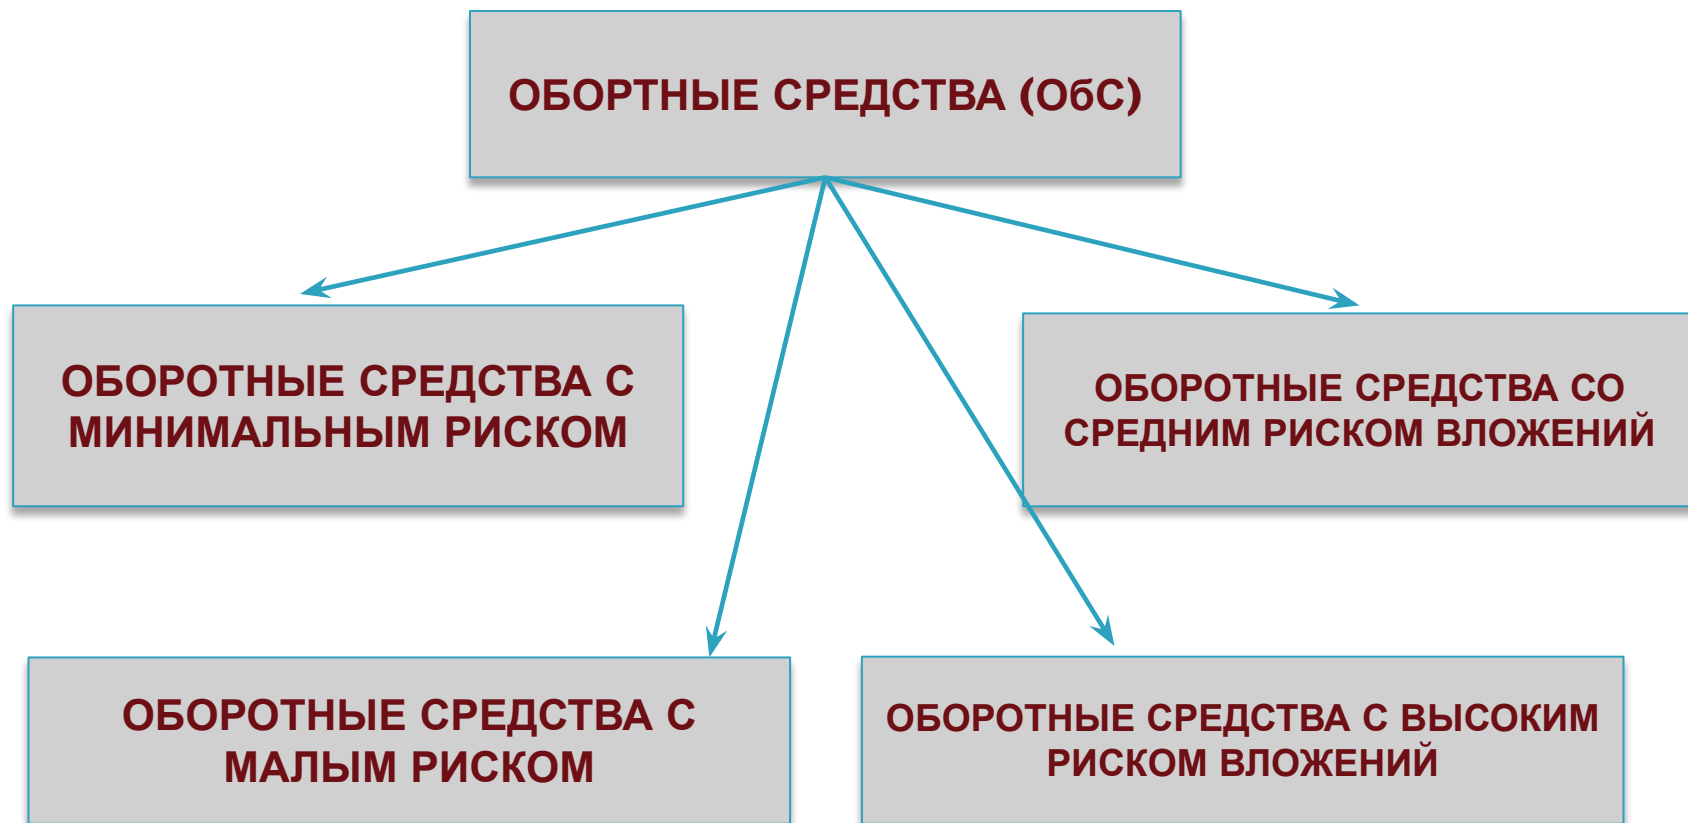 ОБОРТНЫЕ СРЕДСТВА (ОбС)
ОБОРОТНЫЕ СРЕДСТВА С
МИНИМАЛЬНЫМ РИСКОМ
ОБОРОТНЫЕ СРЕДСТВА СО
СРЕДНИМ РИСКОМ ВЛОЖЕНИЙ
ОБОРОТНЫЕ СРЕДСТВА С
МАЛЫМ РИСКОМ
ОБОРОТНЫЕ СРЕДСТВА С ВЫСОКИМ
РИСКОМ ВЛОЖЕНИЙ